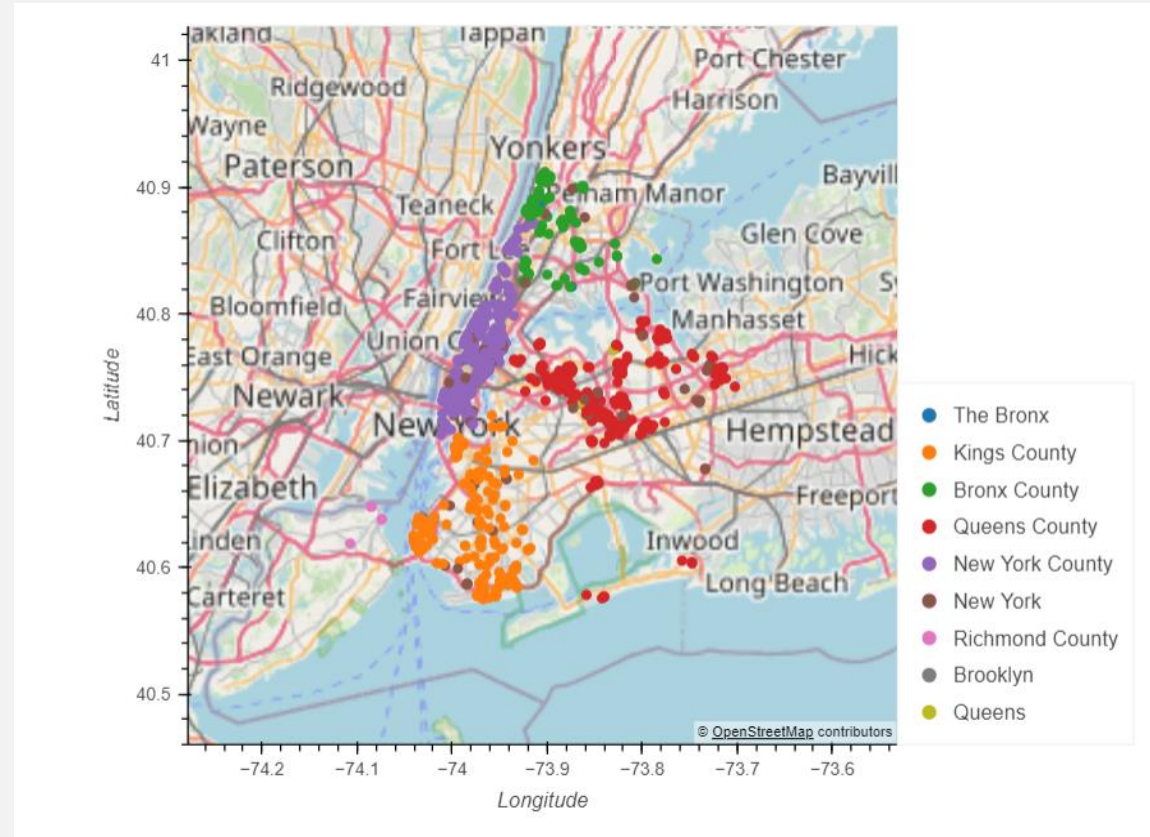 akland
Tappan
Port Chester
Ridgewood
Harrison
Wayne
Yonkers
Paterson
Bayvill
Pelham Manor
Teaneck
Clifton
Fort Lee
Glen Cove
Port Washington
Sy
Bloomfield
Fairview
Manhasset
Union C
East Orange
Hick
Newark
New York
Hempstead
nion
Elizabeth
Freeport
inden
Inwood
Carteret
Long Beach
© OpenStreetMap contributors
41
40.9
40.8
40.7
40.6
40.5
Latitude
−74.2
−74.1
−74
−73.9
−73.8
−73.7
−73.6
Longitude
The Bronx
Kings County
Bronx County
Queens County
New York County
New York
Richmond County
Brooklyn
Queens